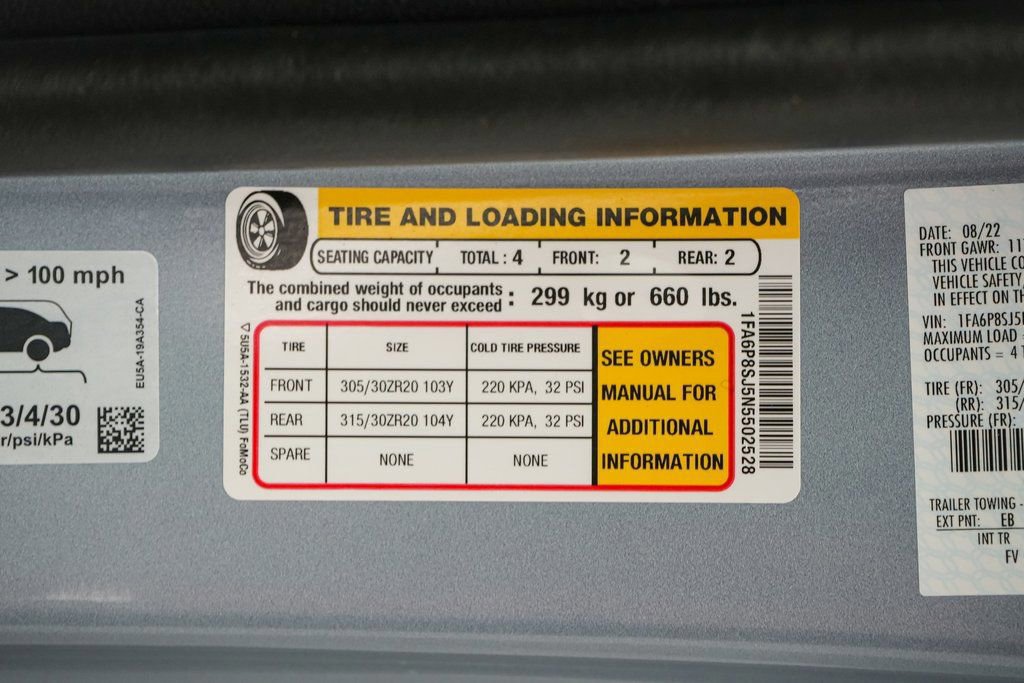 > 100 mph
EU5A-19A354-CA
3/4/30
r/psi/kPa
TIRE AND LOADING INFORMATION
SEATING CAPACITY TOTAL : 4 FRONT: 2 REAR: 2
The combined weight of occupants
and cargo should never exceed : 299 kg or 660 lbs.
TIRE SIZE COLD TIRE PRESSURE
FRONT 305/30ZR20 103Y 220 KPA, 32 PSI
REAR 315/30ZR20 104Y 220 KPA, 32 PSI
SPARE NONE NONE
SEE OWNERS
MANUAL FOR
ADDITIONAL
INFORMATION
5U5A-1532-AA (TLU) FoMoCo
1FA6P8SJ5N5502528
DATE: 08/22
FRONT GAWR: 11
THIS VEHICLE CO
VEHICLE SAFETY,
IN EFFECT ON TH
VIN: 1FA6P8SJ5
MAXIMUM LOAD =
OCCUPANTS = 4
TIRE (FR): 305/
(RR): 315/
PRESSURE (FR):
TRAILER TOWING -
EXT PNT: EB
INT TR
FV